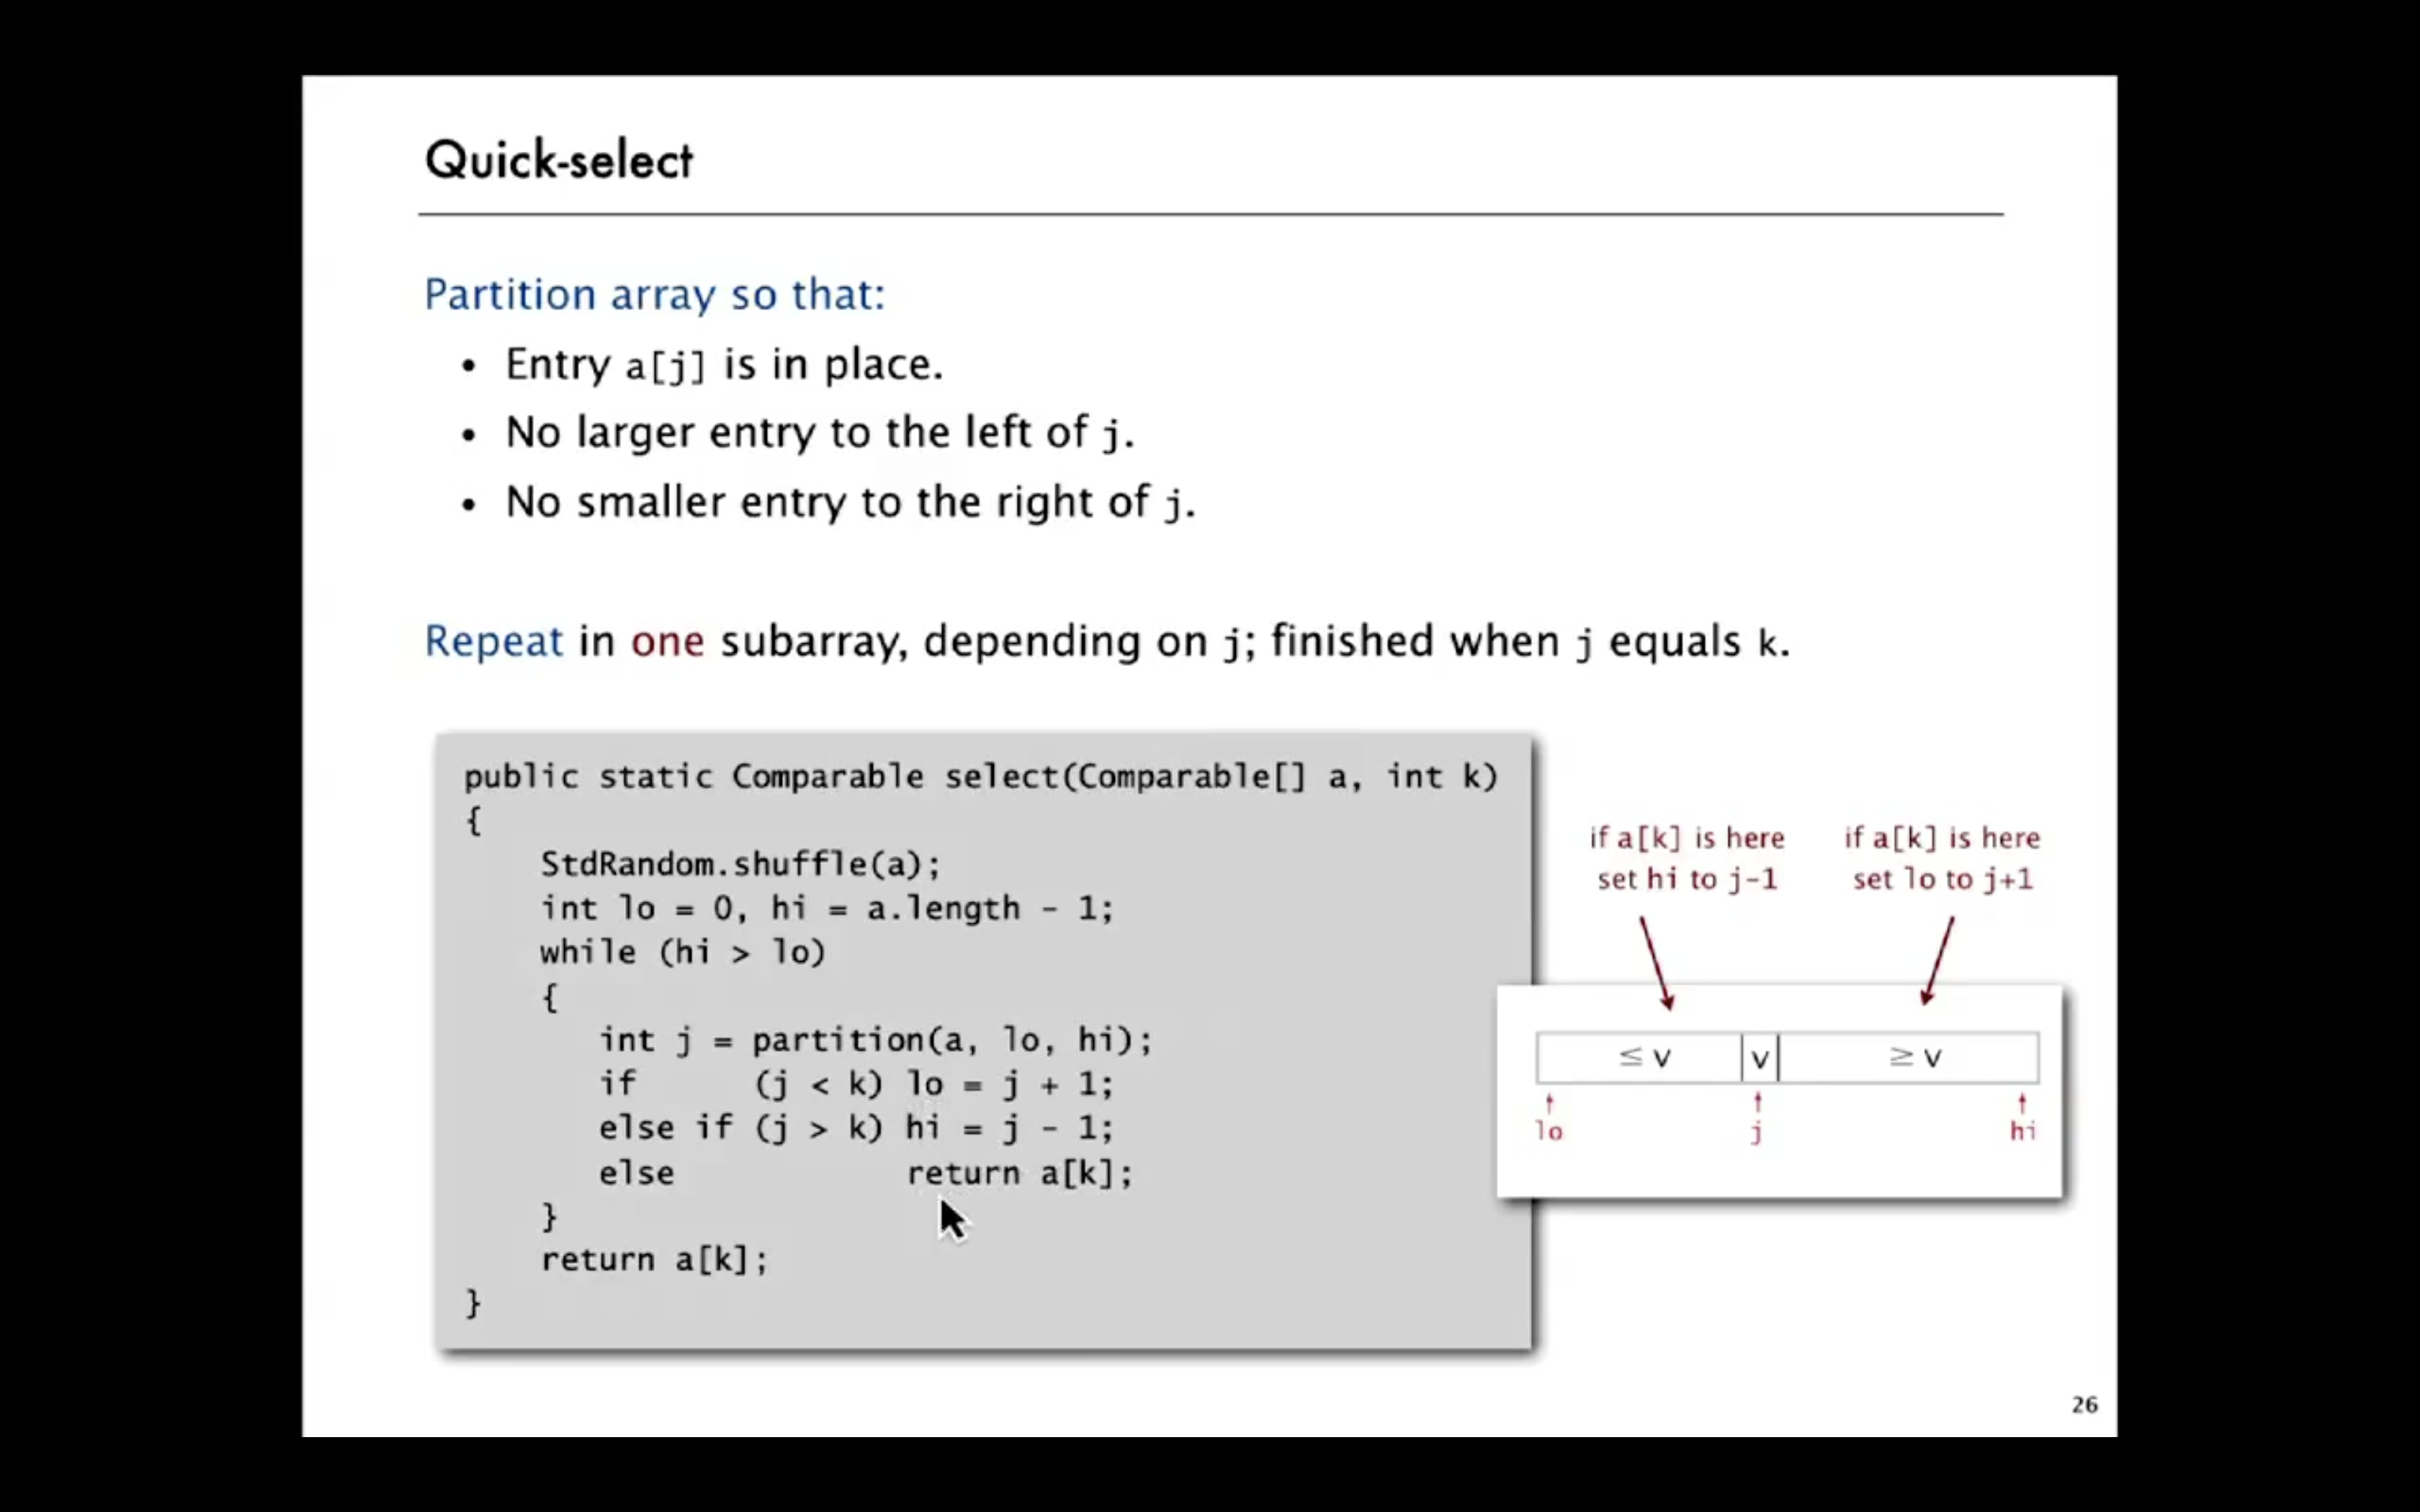 Quick-select
Partition array so that:
• Entry a[j] is in place.
• No larger entry to the left of j.
• No smaller entry to the right of j.
Repeat in one subarray, depending on j; finished when j equals k.
public static Comparable select(Comparable[] a, int k)
{
    StdRandom.shuffle(a);
    int lo = 0, hi = a.length - 1;
    while (hi > lo)
    {
       int j = partition(a, lo, hi);
       if      (j < k) lo = j + 1;
       else if (j > k) hi = j - 1;
       else            return a[k];
    }
    return a[k];
}
if a[k] is here
set hi to j-1
if a[k] is here
set lo to j+1
≤ v v ≥ v
lo j hi
26